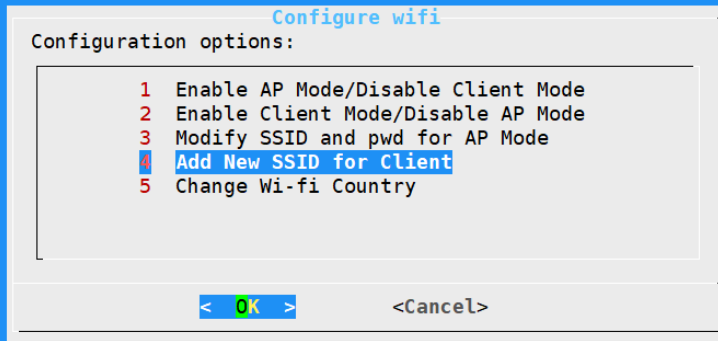 Configure wifi
Configuration options:
1 Enable AP Mode/Disable Client Mode
2 Enable Client Mode/Disable AP Mode
3 Modify SSID and pwd for AP Mode
4 Add New SSID for Client
5 Change Wi-fi Country
< OK > <Cancel>